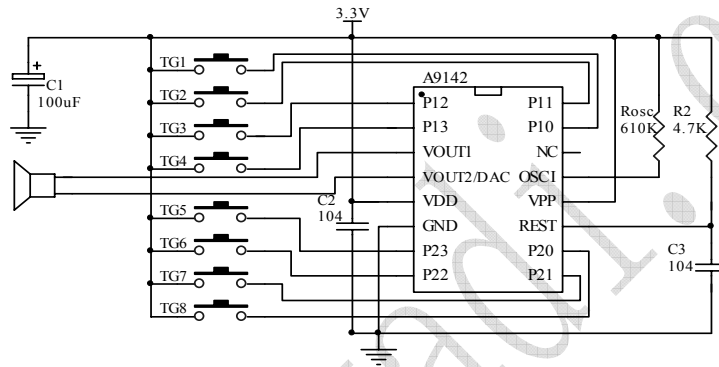 3.3V
C1
100uF
TG1
TG2
TG3
TG4
TG5
TG6
TG7
TG8
C2
104
A9142
P12
P13
VOUT1
VOUT2/DAC
VDD
GND
P23
P22
P11
P10
NC
OSCI
VPP
REST
P20
P21
Rosc
610K
R2
4.7K
C3
104